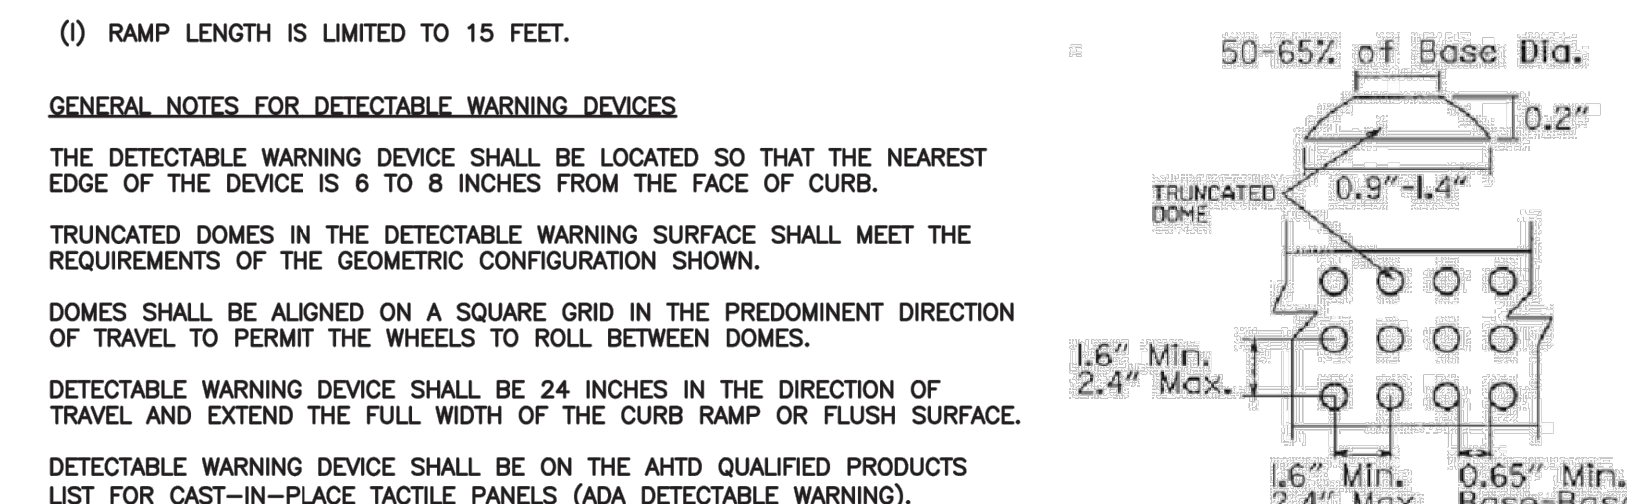 (1) RAMP LENGTH IS LIMITED TO 15 FEET.
GENERAL NOTES FOR DETECTABLE WARNING DEVICES
THE DETECTABLE WARNING DEVICE SHALL BE LOCATED SO THAT THE NEAREST
EDGE OF THE DEVICE IS 6 TO 8 INCHES FROM THE FACE OF CURB.
TRUNCATED DOMES IN THE DETECTABLE WARNING SURFACE SHALL MEET THE
REQUIREMENTS OF THE GEOMETRIC CONFIGURATION SHOWN.
DOMES SHALL BE ALIGNED ON A SQUARE GRID IN THE PREDOMINENT DIRECTION
OF TRAVEL TO PERMIT THE WHEELS TO ROLL BETWEEN DOMES.
DETECTABLE WARNING DEVICE SHALL BE 24 INCHES IN THE DIRECTION OF
TRAVEL AND EXTEND THE FULL WIDTH OF THE CURB RAMP OR FLUSH SURFACE.
DETECTABLE WARNING DEVICE SHALL BE ON THE AHTD QUALIFIED PRODUCTS
LIST FOR CAST-IN-PLACE TACTILE PANELS (ADA DETECTABLE WARNING).
50-65% of Base Dia.
0.2"
0.9"-1.4"
TRUNCATED
DOME
1.6" Min.
2.4" Max.
1.6" Min.
2.4" Max
0.65" Min.
Base-Base